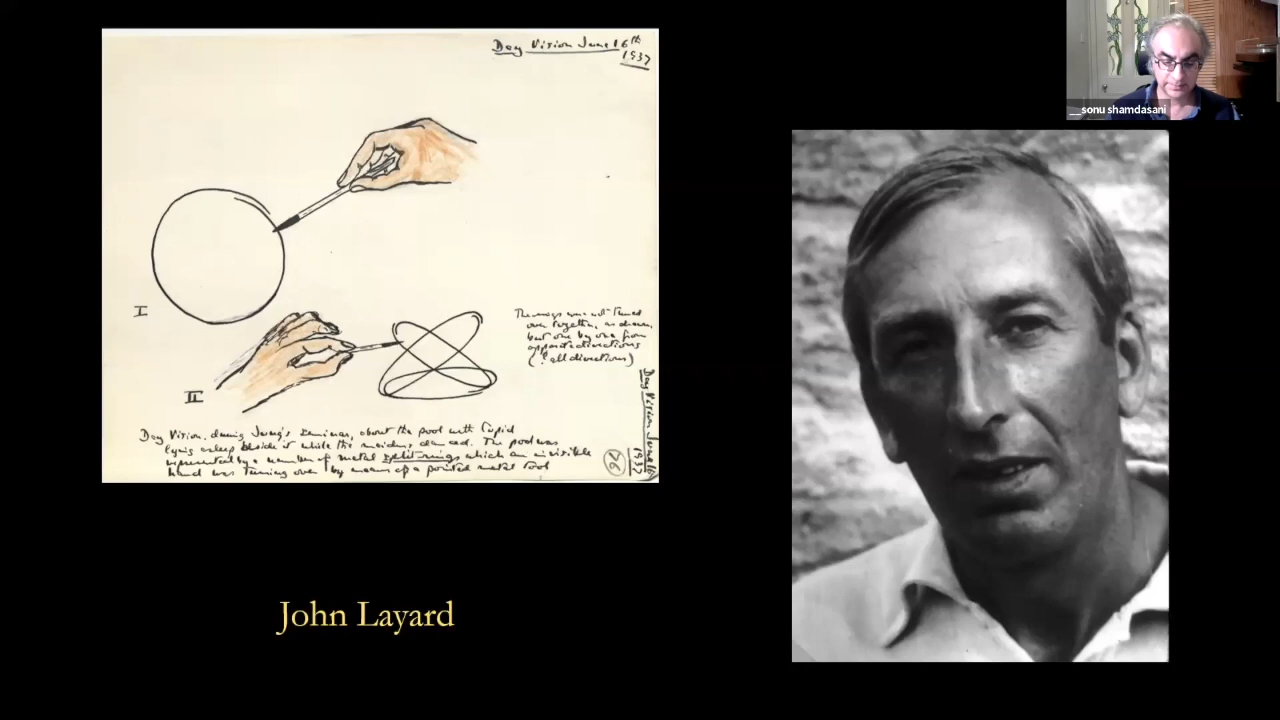 Day Vision June 16th
1937
__sonu shamdasani
I
The rings were not turned
over together, as drawn,
but one by one from
opposite directions
(? all directions)
II
Day Vision June 16
1937
Day Vision, during Jung's Seminar, about the pool with Cupid
lying asleep beside it while the maidens danced. The pool was
represented by a number of metal split-rings which an invisible
hand was turning over by means of a pointed metal tool
John Layard